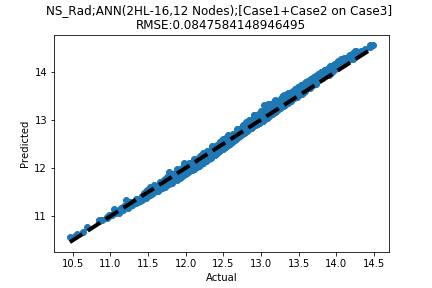 NS_Rad;ANN(2HL-16,12 Nodes);[Case1+Case2 on Case3]
RMSE:0.0847584148946495
14
13
12
11
Predicted
10.5 11.0 11.5 12.0 12.5 13.0 13.5 14.0 14.5
Actual